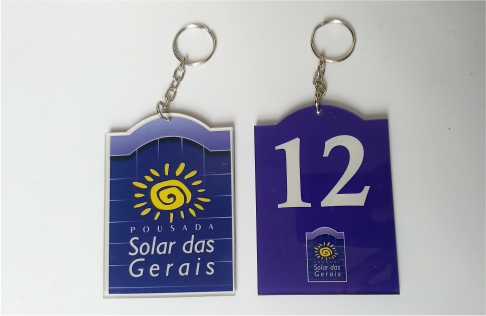 POUSADA
Solar das
Gerais
12
Solar das
Gerais